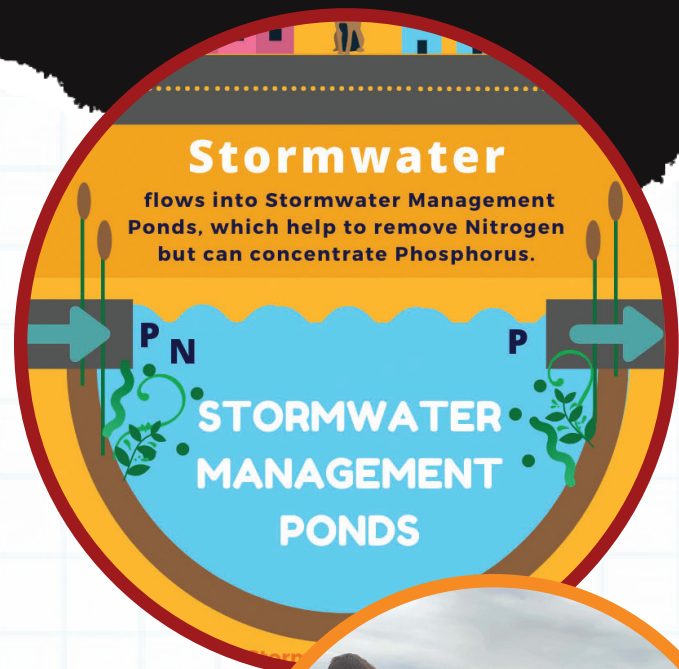 Stormwater
flows into Stormwater Management
Ponds, which help to remove Nitrogen
but can concentrate Phosphorus.
P
N
P
STORMWATER
MANAGEMENT
PONDS